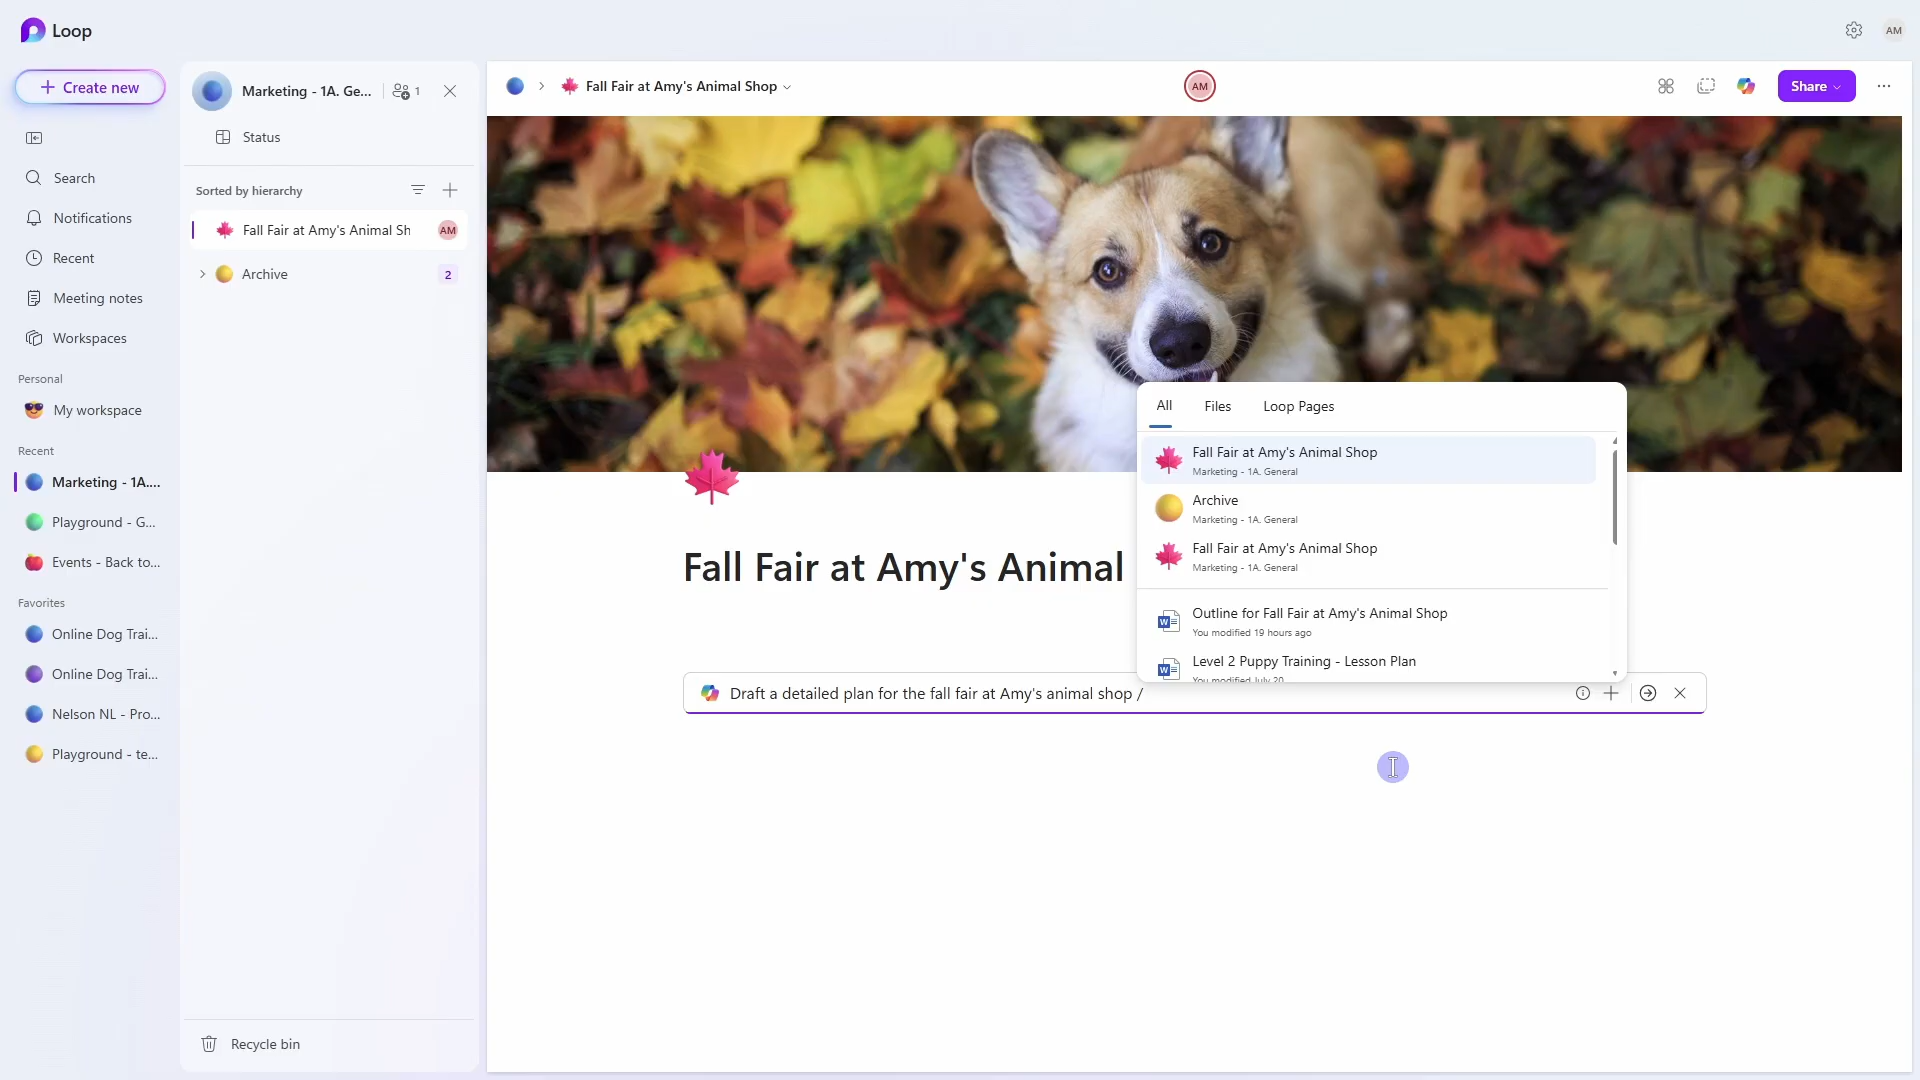 Loop
AM
Create new
Marketing - 1A. Ge...
1
Fall Fair at Amy's Animal Shop
AM
Share
Status
Search
Sorted by hierarchy
Notifications
Fall Fair at Amy's Animal Sh
AM
Recent
Archive
2
Meeting notes
Workspaces
Personal
My workspace
Recent
Marketing - 1A....
Playground - G...
Events - Back to...
Favorites
Online Dog Trai...
Online Dog Trai...
Nelson NL - Pro...
Playground - te...
Recycle bin
All
Files
Loop Pages
Fall Fair at Amy's Animal Shop
Marketing - 1A. General
Archive
Marketing - 1A. General
Fall Fair at Amy's Animal Shop
Marketing - 1A. General
Outline for Fall Fair at Amy's Animal Shop
You modified 19 hours ago
Level 2 Puppy Training - Lesson Plan
You modified July 20
Fall Fair at Amy's Animal
Draft a detailed plan for the fall fair at Amy's animal shop /